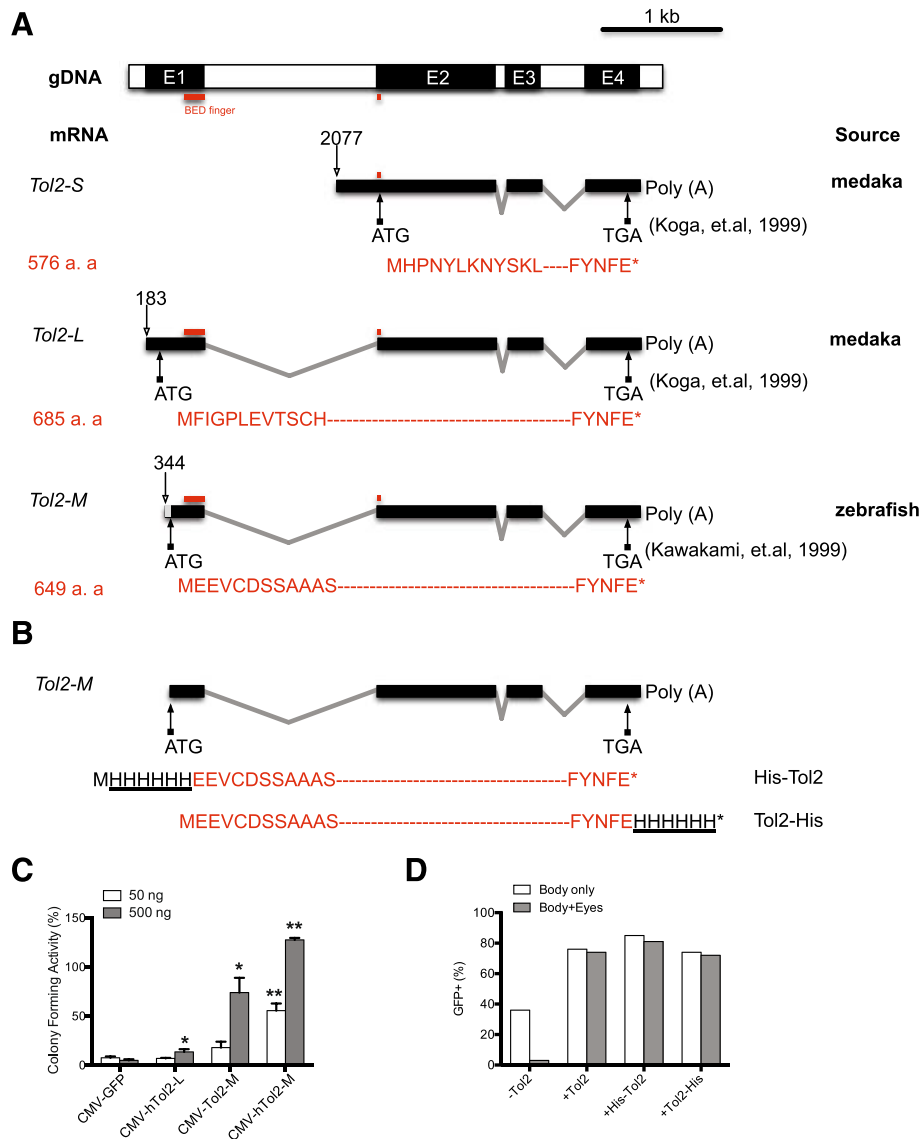 A
1 kb
gDNA
E1 E2 E3 E4
BED finger
mRNA Source
2077
Tol2-S medaka
Poly (A)
ATG TGA (Koga, et.al, 1999)
576 a. a MHPNYLKNYSKL----FYNFE*
183
Tol2-L medaka
Poly (A)
ATG TGA (Koga, et.al, 1999)
685 a. a MFIGPLEVTSCH--------------------------------------FYNFE*
344
Tol2-M zebrafish
Poly (A)
ATG TGA (Kawakami, et.al, 1999)
649 a. a MEEVCDSSAAAS-------------------------------------FYNFE*
B
Tol2-M
Poly (A)
ATG TGA
MHHHHHHEEVCDSSAAAS------------------------------------FYNFE* His-Tol2
MEEVCDSSAAAS------------------------------------FYNFEHHHHHH* Tol2-His
C
50 ng
500 ng
Colony Forming Activity (%)
150
100
50
0
*
*
**
**
CMV-GFP
CMV-hTol2-L
CMV-Tol2-M
CMV-hTol2-M
D
Body only
Body+Eyes
GFP+ (%)
100
80
60
40
20
0
-Tol2
+Tol2
+His-Tol2
+Tol2-His